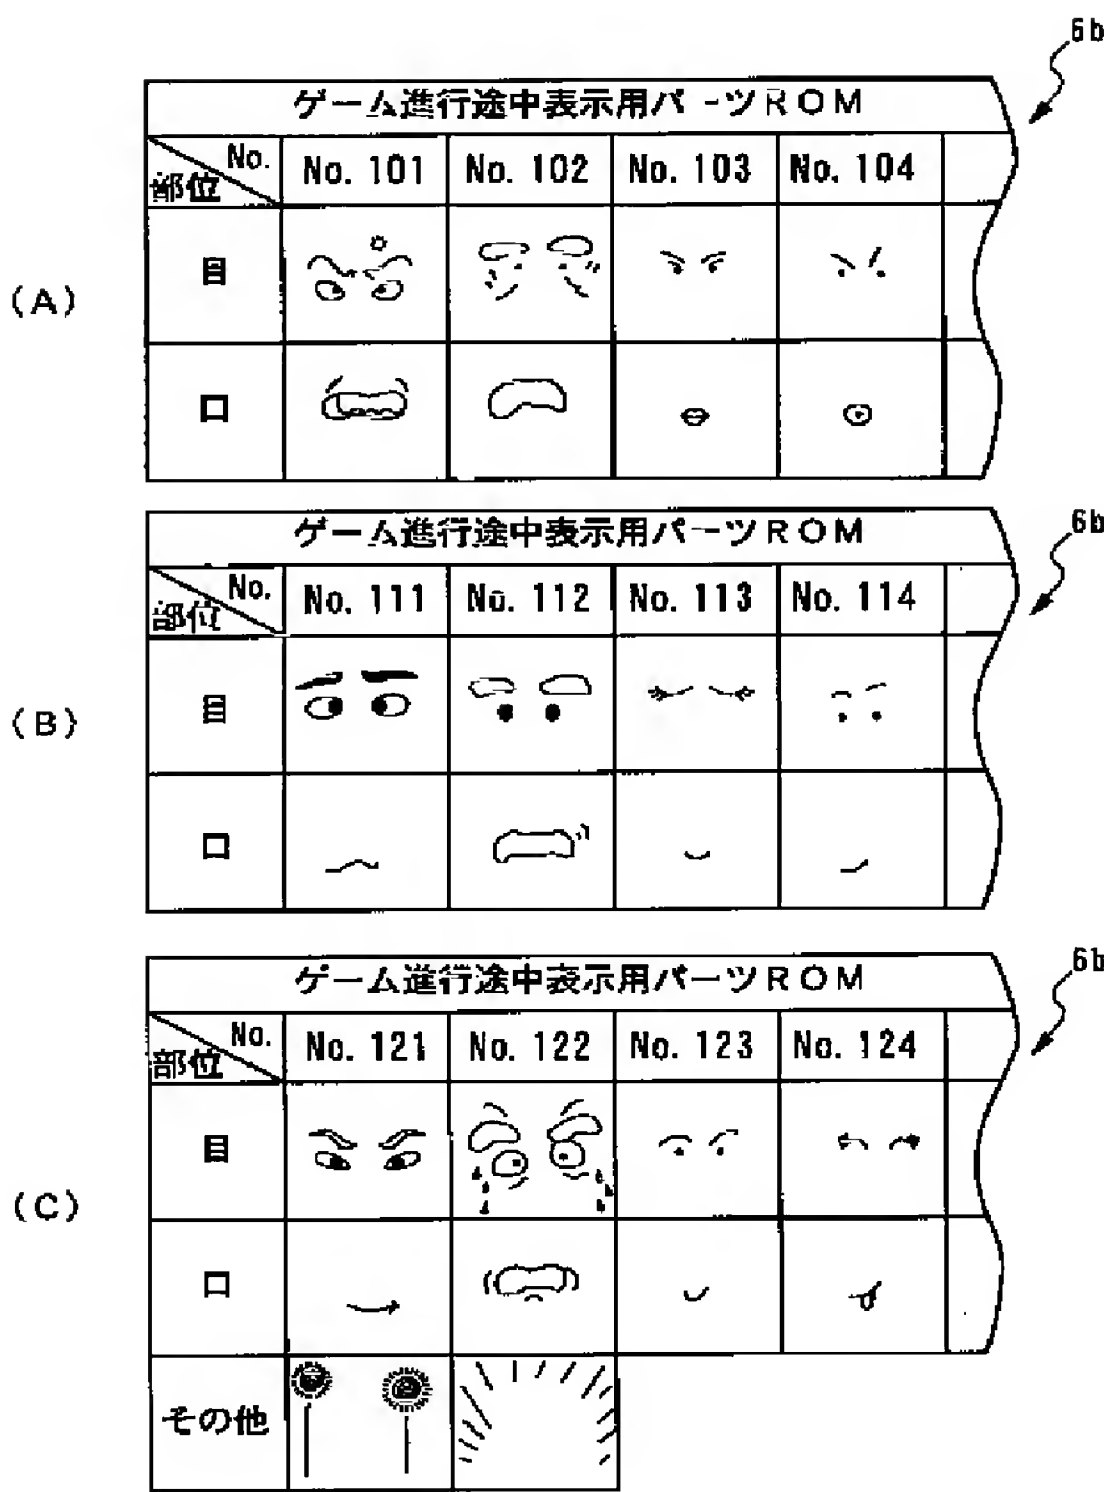 6b
ゲーム進行途中表示用パーツROM
No.
部位
No. 101 No. 102 No. 103 No. 104
目
(A)
口
6b
ゲーム進行途中表示用パーツROM
No.
部位
No. 111 No. 112 No. 113 No. 114
目
(B)
口
6b
ゲーム進行途中表示用パーツROM
No.
部位
No. 121 No. 122 No. 123 No. 124
目
(C)
口
その他